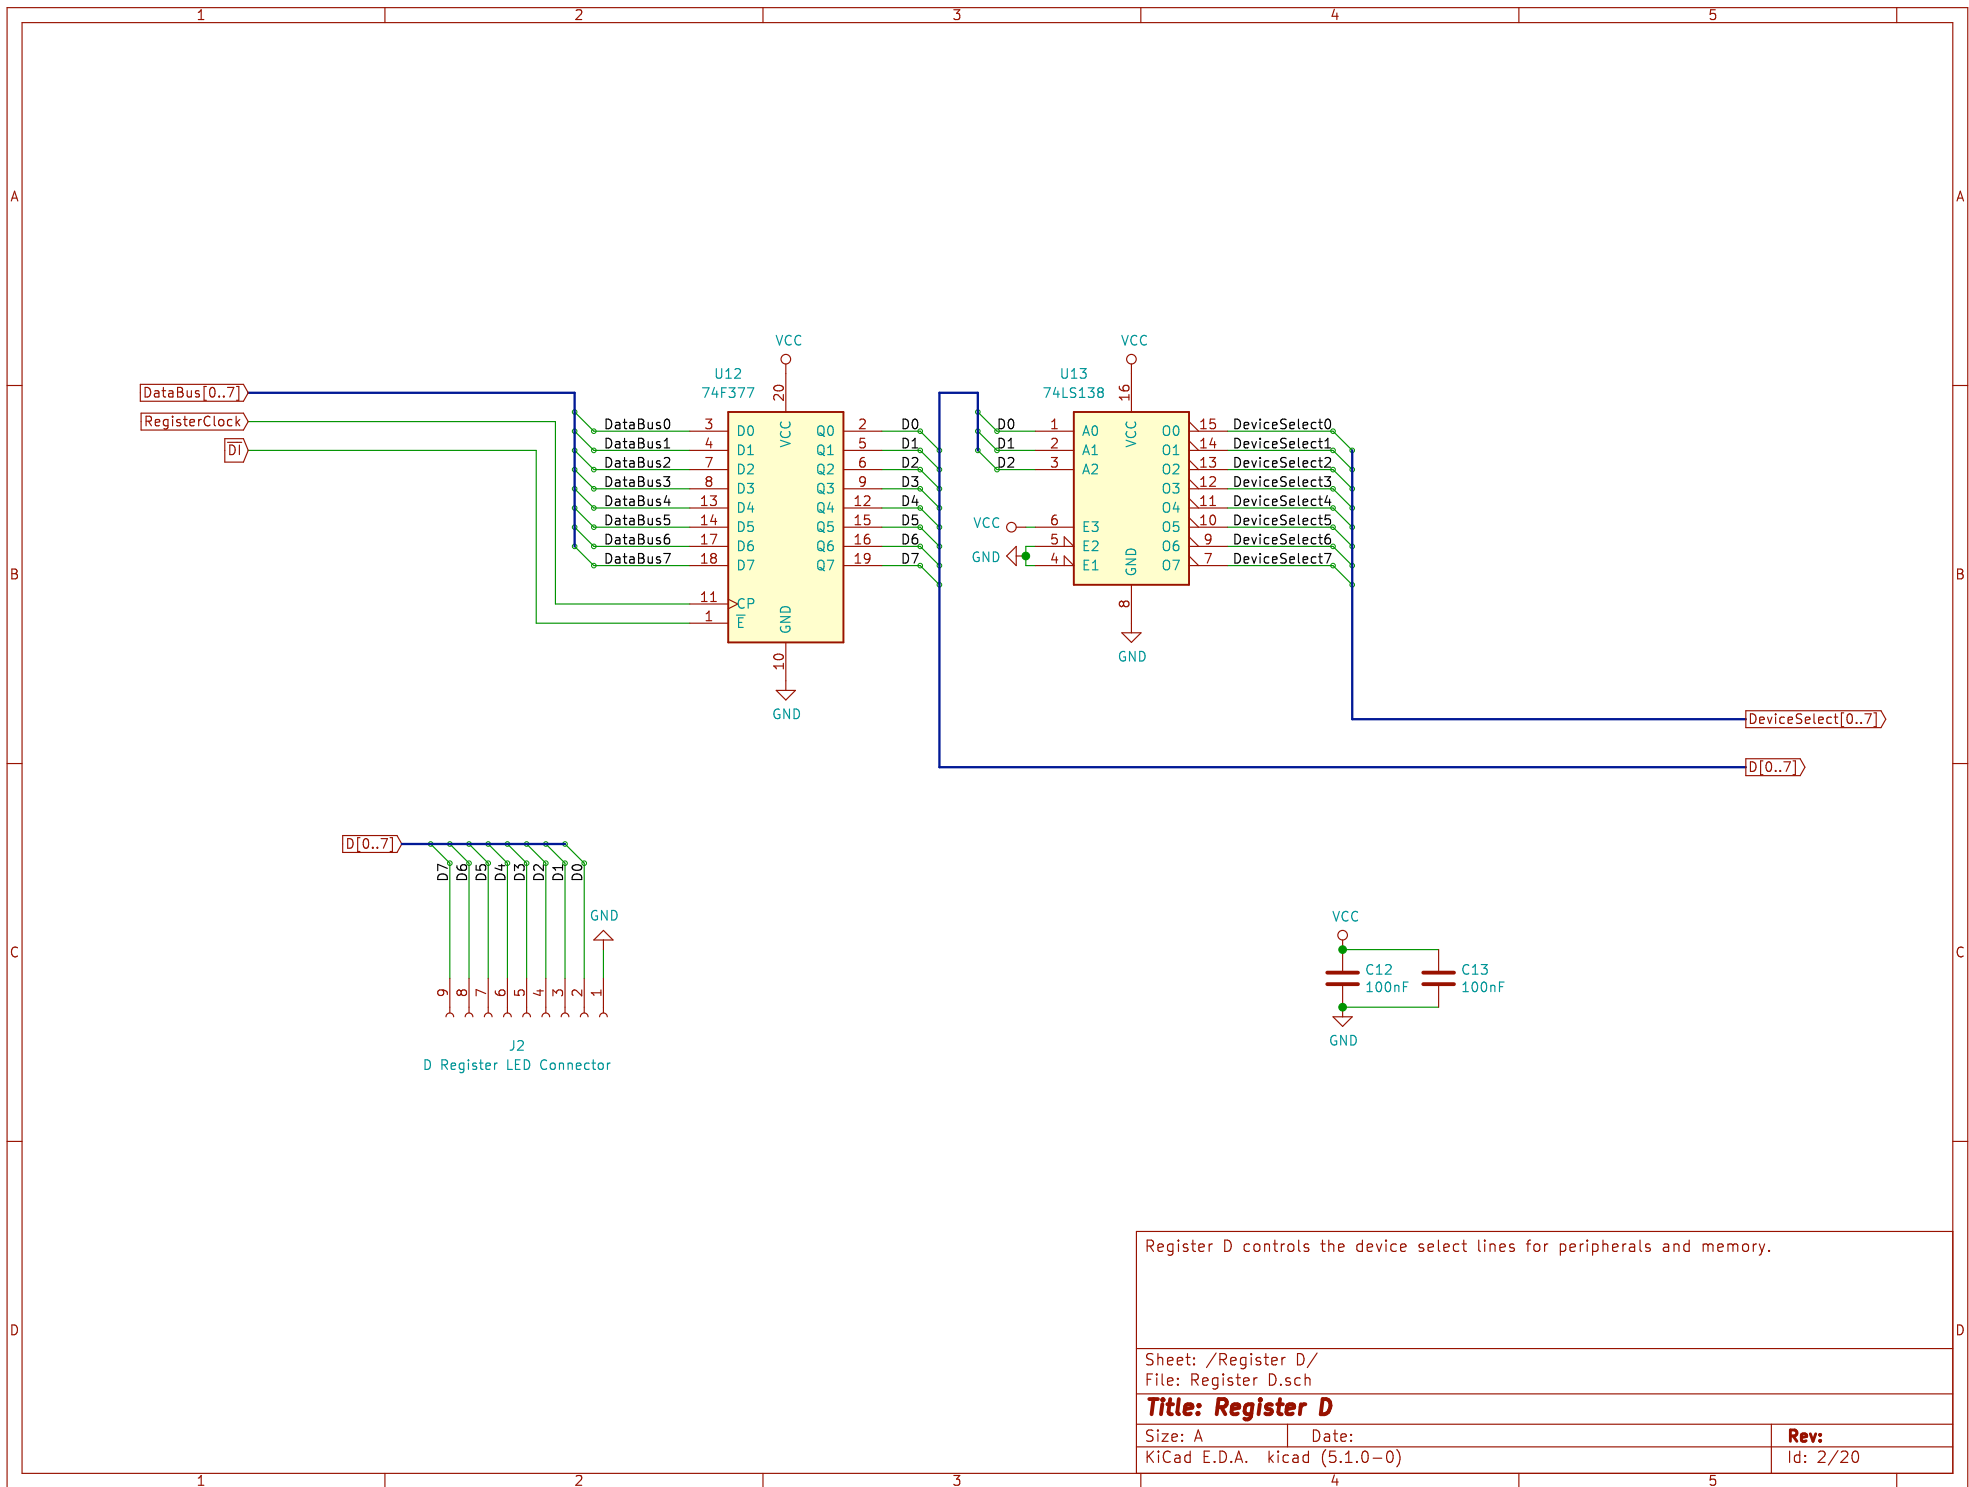 1 2 3 4 5
A A
B B
C C
D D
DataBus[0..7]
RegisterClock
DI
VCC
U12
74F377
20
VCC
GND
10
GND
DataBus0 3 D0
DataBus1 4 D1
DataBus2 7 D2
DataBus3 8 D3
DataBus4 13 D4
DataBus5 14 D5
DataBus6 17 D6
DataBus7 18 D7
11 CP
1 E
Q0 2 D0
Q1 5 D1
Q2 6 D2
Q3 9 D3
Q4 12 D4
Q5 15 D5
Q6 16 D6
Q7 19 D7
VCC
U13
74LS138
16
VCC
GND
8
GND
D0 1 A0
D1 2 A1
D2 3 A2
VCC 6 E3
5 E2
GND
4 E1
O0 15 DeviceSelect0
O1 14 DeviceSelect1
O2 13 DeviceSelect2
O3 12 DeviceSelect3
O4 11 DeviceSelect4
O5 10 DeviceSelect5
O6 9 DeviceSelect6
O7 7 DeviceSelect7
DeviceSelect[0..7]
D[0..7]
D[0..7]
D7 D6 D5 D4 D3 D2 D1 D0
GND
9 8 7 6 5 4 3 2 1
J2
D Register LED Connector
VCC
C12
100nF
C13
100nF
GND
Register D controls the device select lines for peripherals and memory.
Sheet: /Register D/
File: Register D.sch
Title: Register D
Size: A Date: Rev:
KiCad E.D.A. kicad (5.1.0-0) Id: 2/20
1 2 3 4 5